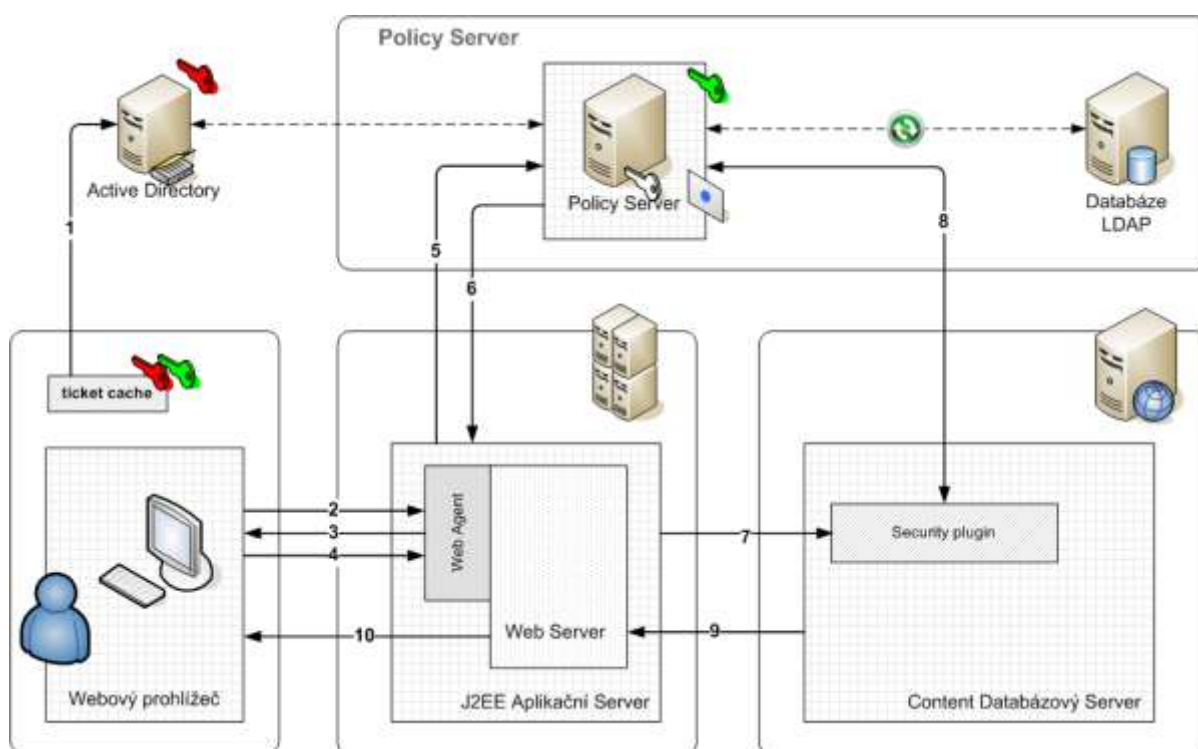 Policy Server
Active Directory
Policy Server
Databáze
LDAP
1
5
6
8
ticket cache
2
3
4
Web Agent
7
Security plugin
10
Web Server
9
Webový prohlížeč
J2EE Aplikační Server
Content Databázový Server